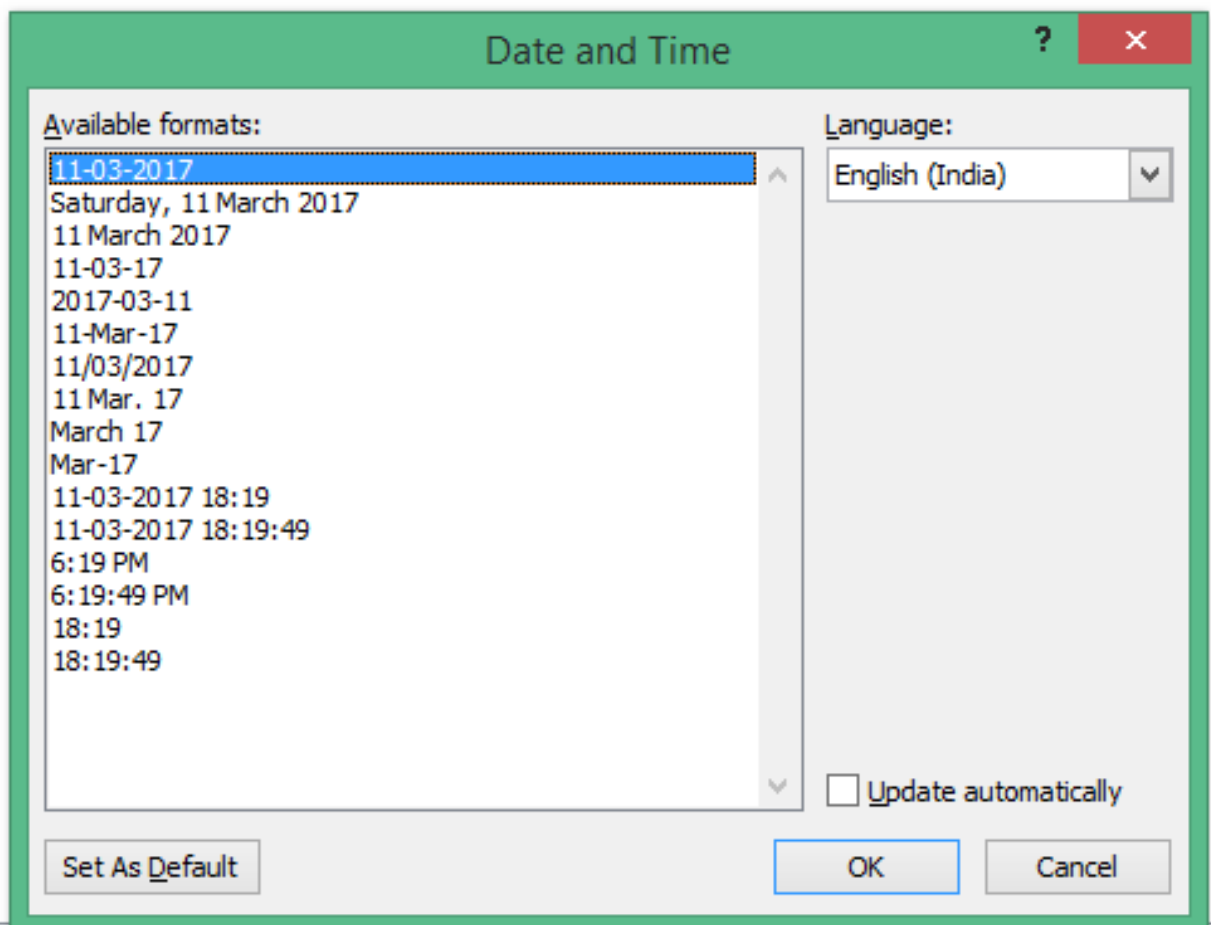 Date and Time
?
Available formats:
Language:
11-03-2017
English (India)
Saturday, 11 March 2017
11 March 2017
11-03-17
2017-03-11
11-Mar-17
11/03/2017
11 Mar. 17
March 17
Mar-17
11-03-2017 18:19
11-03-2017 18:19:49
6:19 PM
6:19:49 PM
18:19
18:19:49
Update automatically
Set As Default
OK
Cancel